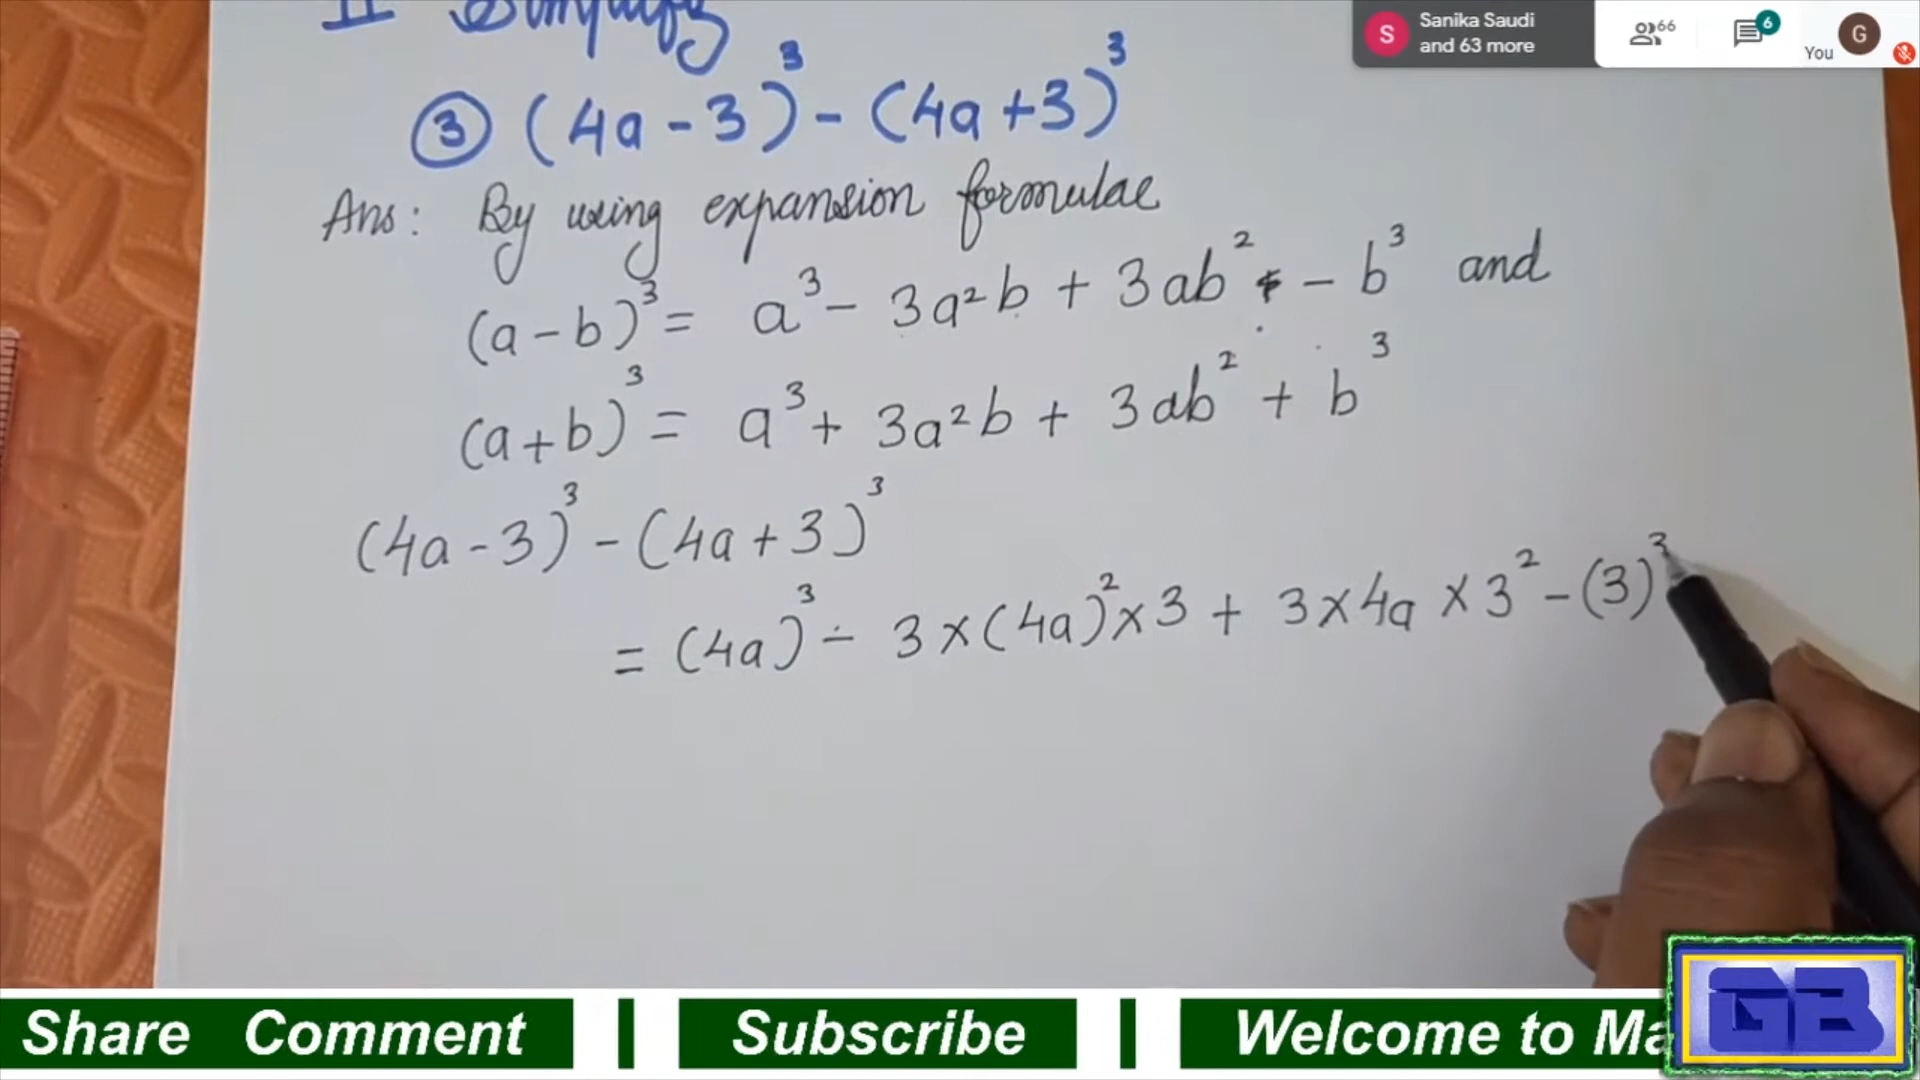 II Simplify
③ (4a - 3)³ - (4a + 3)³
Ans: By using expansion formulae
(a - b)³ = a³ - 3a²b + 3ab² - b³ and
(a + b)³ = a³ + 3a²b + 3ab² + b³
(4a - 3)³ - (4a + 3)³
= (4a)³ - 3 × (4a)² × 3 + 3 × 4a × 3² - (3)³
S Sanika Saudi
and 63 more
66
6
You
G
Share Comment | Subscribe | Welcome to Ma
GB